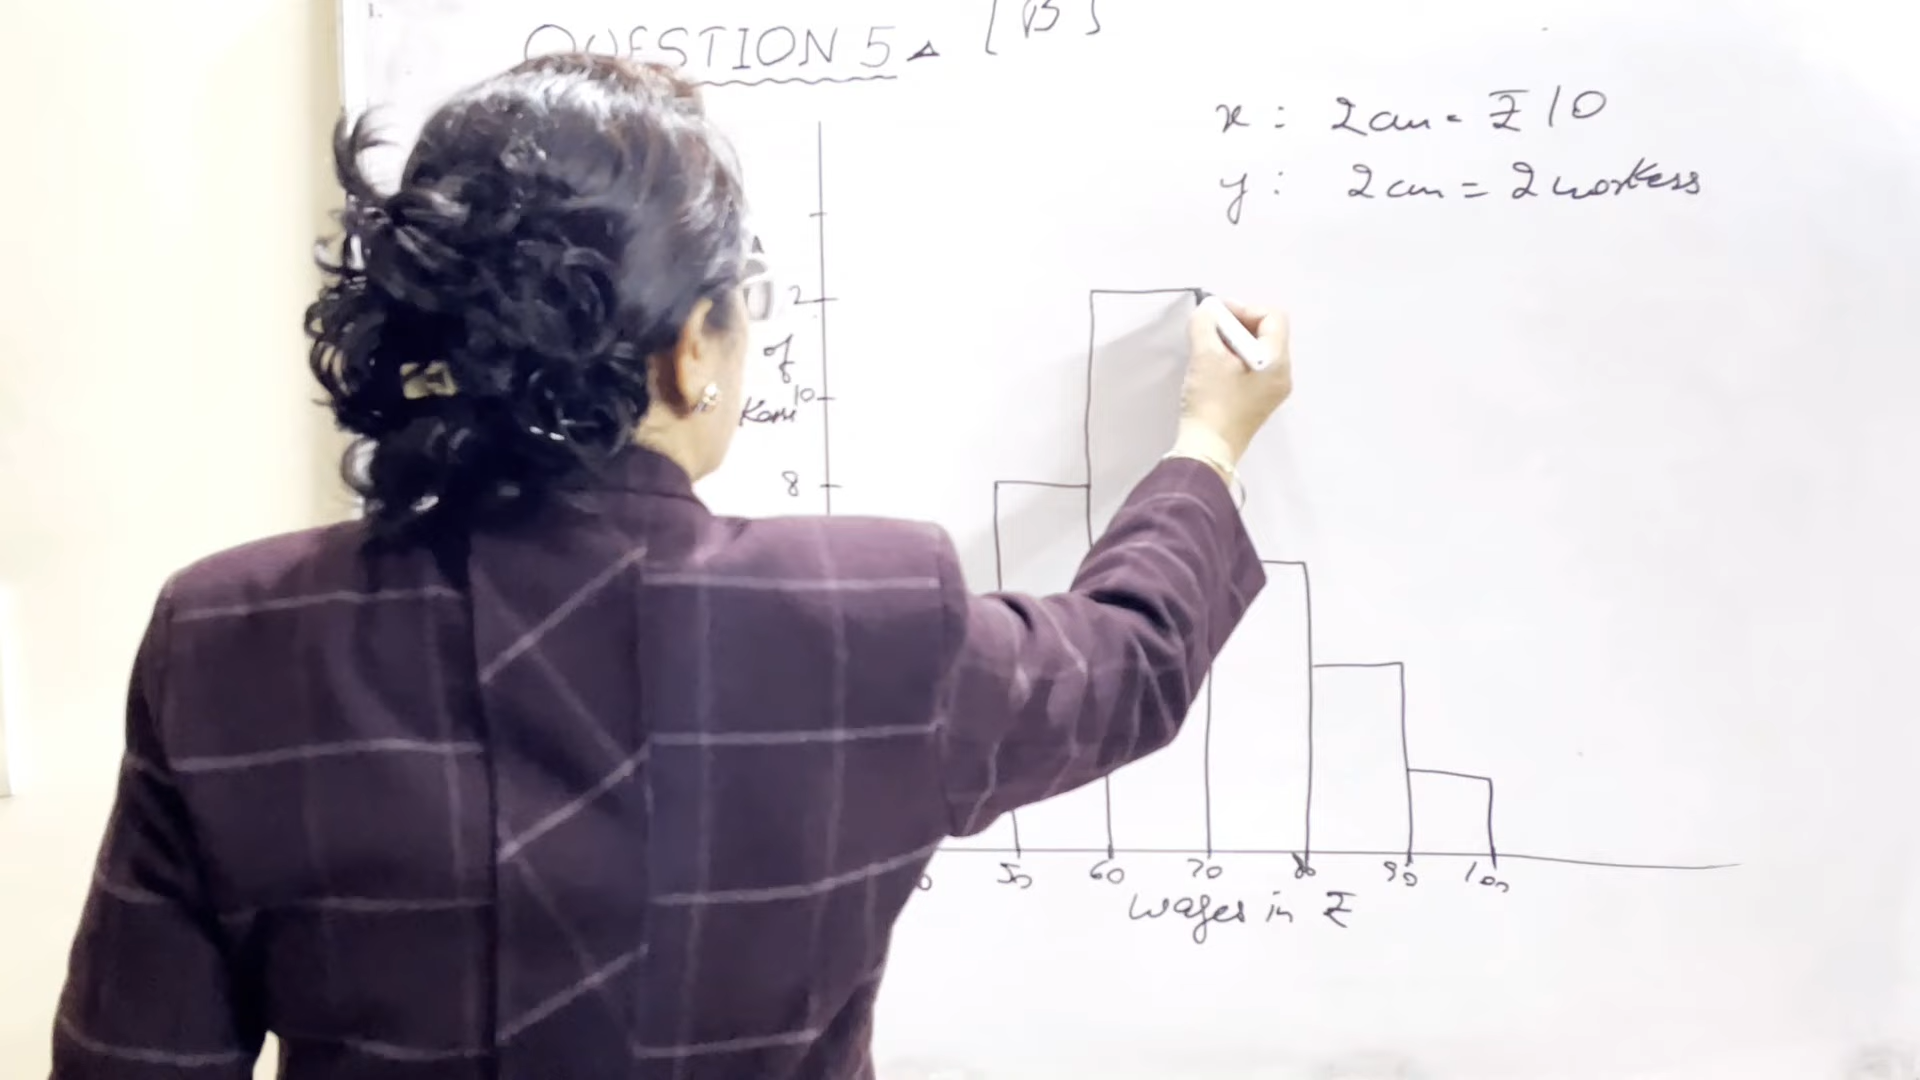 QUESTION 5 [B]
x : 2cm = ₹ 10
y : 2cm = 2 workers
2
of
10
8
0 50 60 70 80 90 100
wages in ₹